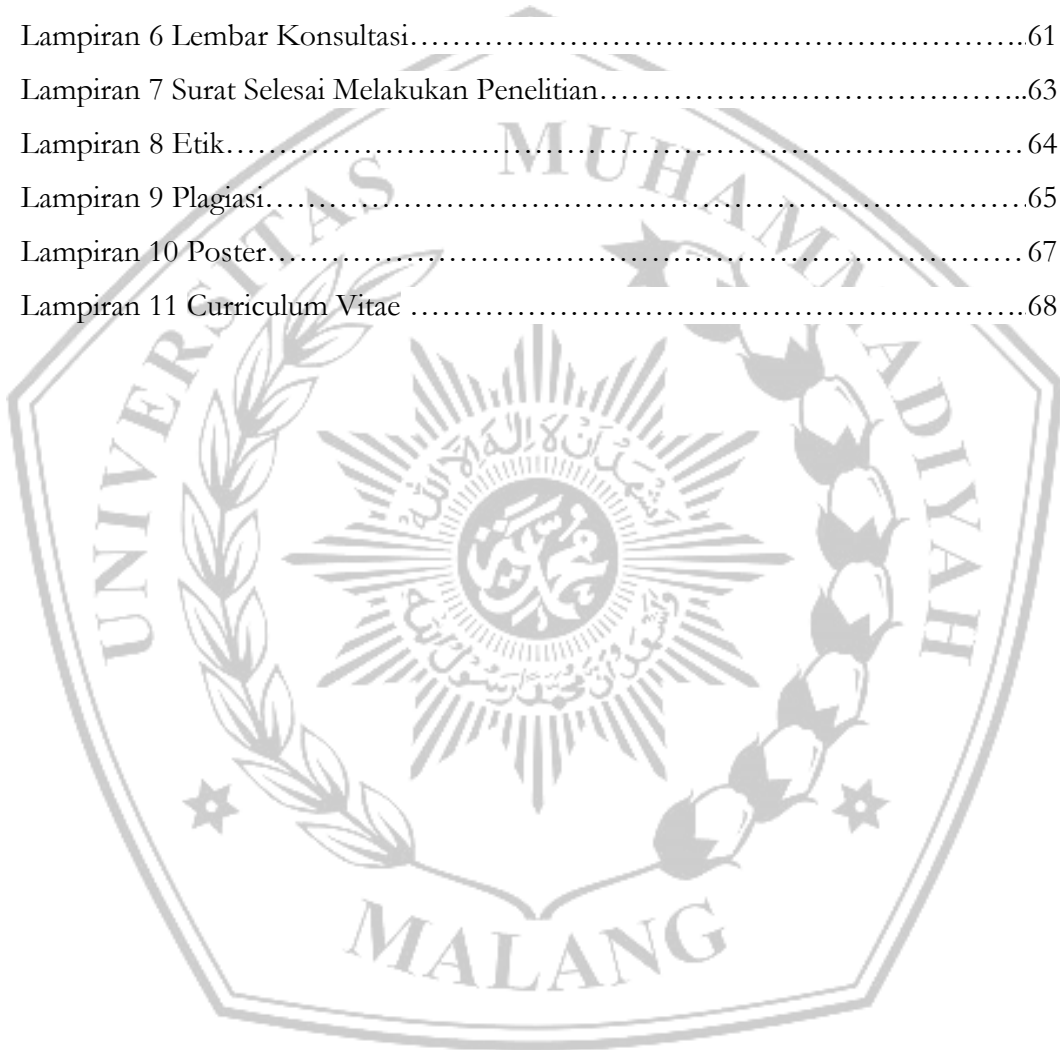 Lampiran 6 Lembar Konsultasi…………………………………………………………….61
Lampiran 7 Surat Selesai Melakukan Penelitian…………………………………………..63
Lampiran 8 Etik………………………………………………………………………………64
Lampiran 9 Plagiasi………………………………………………………………………….65
Lampiran 10 Poster…………………………………………………………………………67
Lampiran 11 Curriculum Vitae …………………………………………………………….68
UNIVERSITAS MUHAMMADIYAH
MALANG